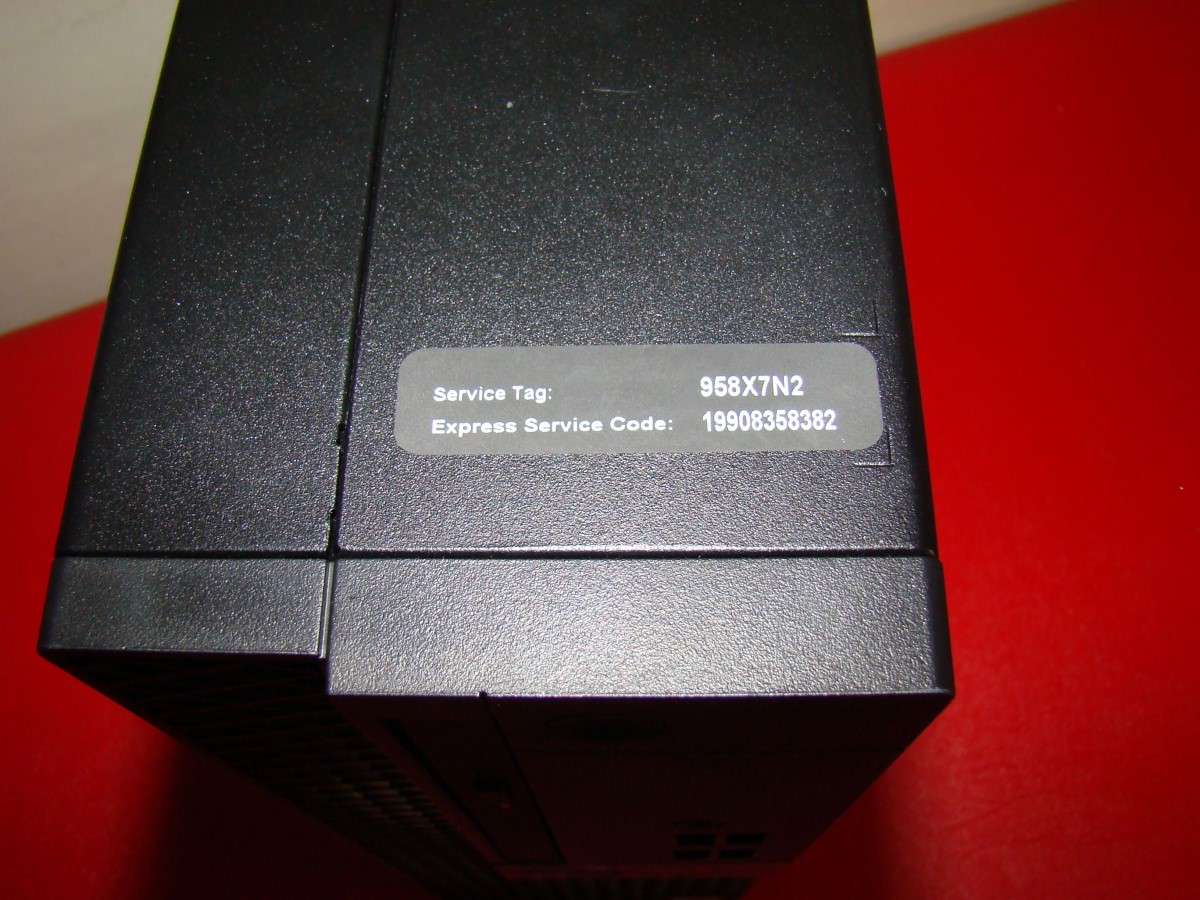 Service Tag: 958X7N2
Express Service Code: 19908358382